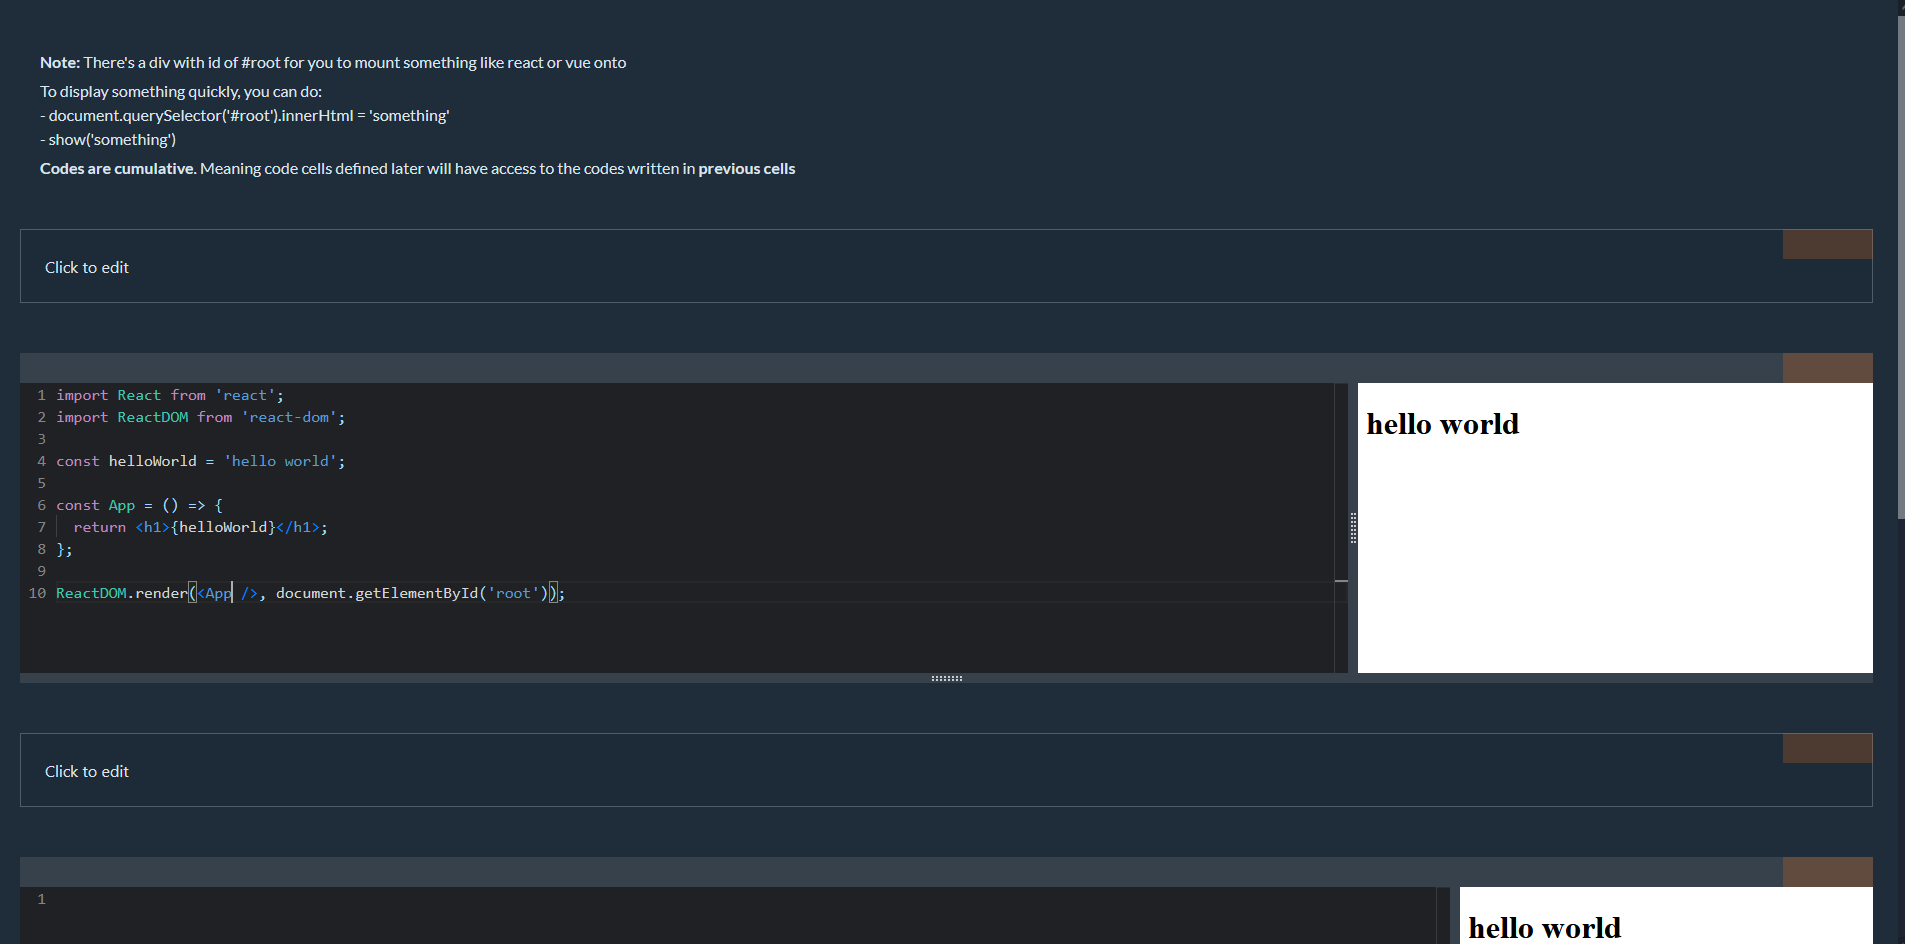 Note: There's a div with id of #root for you to mount something like react or vue onto
To display something quickly, you can do:
- document.querySelector('#root').innerHtml = 'something'
- show('something')
Codes are cumulative. Meaning code cells defined later will have access to the codes written in previous cells
Click to edit
1 import React from 'react';
2 import ReactDOM from 'react-dom';
3
4 const helloWorld = 'hello world';
5
6 const App = () => {
7 return <h1>{helloWorld}</h1>;
8 };
9
10 ReactDOM.render(<App />, document.getElementById('root'));
hello world
Click to edit
1
hello world